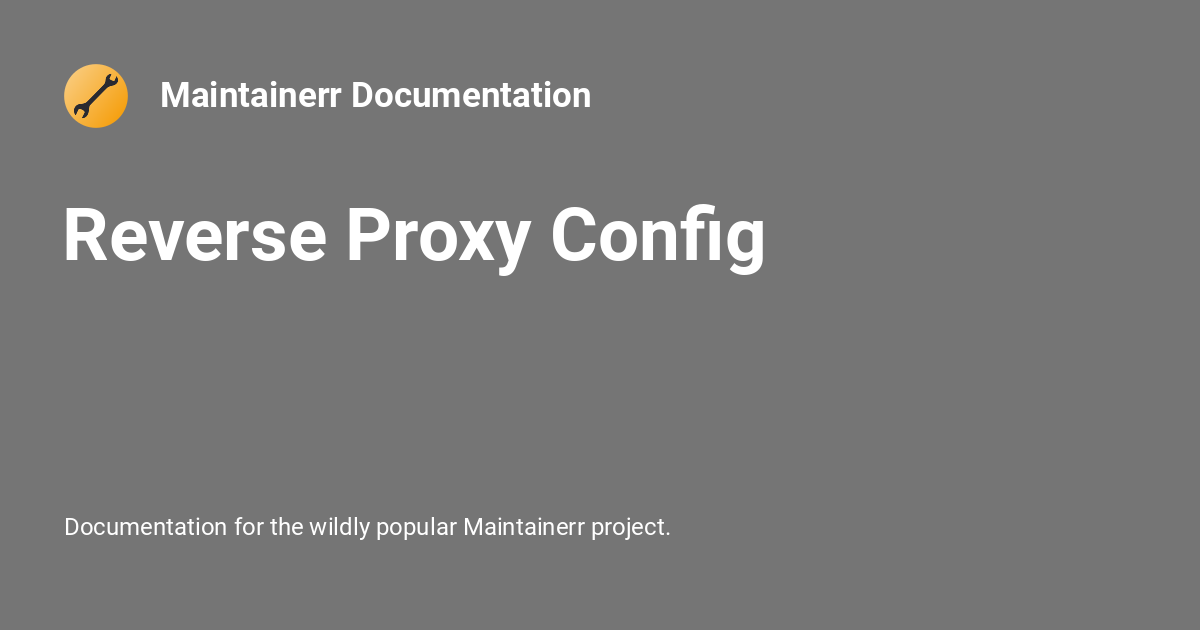 Maintainerr Documentation
Reverse Proxy Config
Documentation for the wildly popular Maintainerr project.